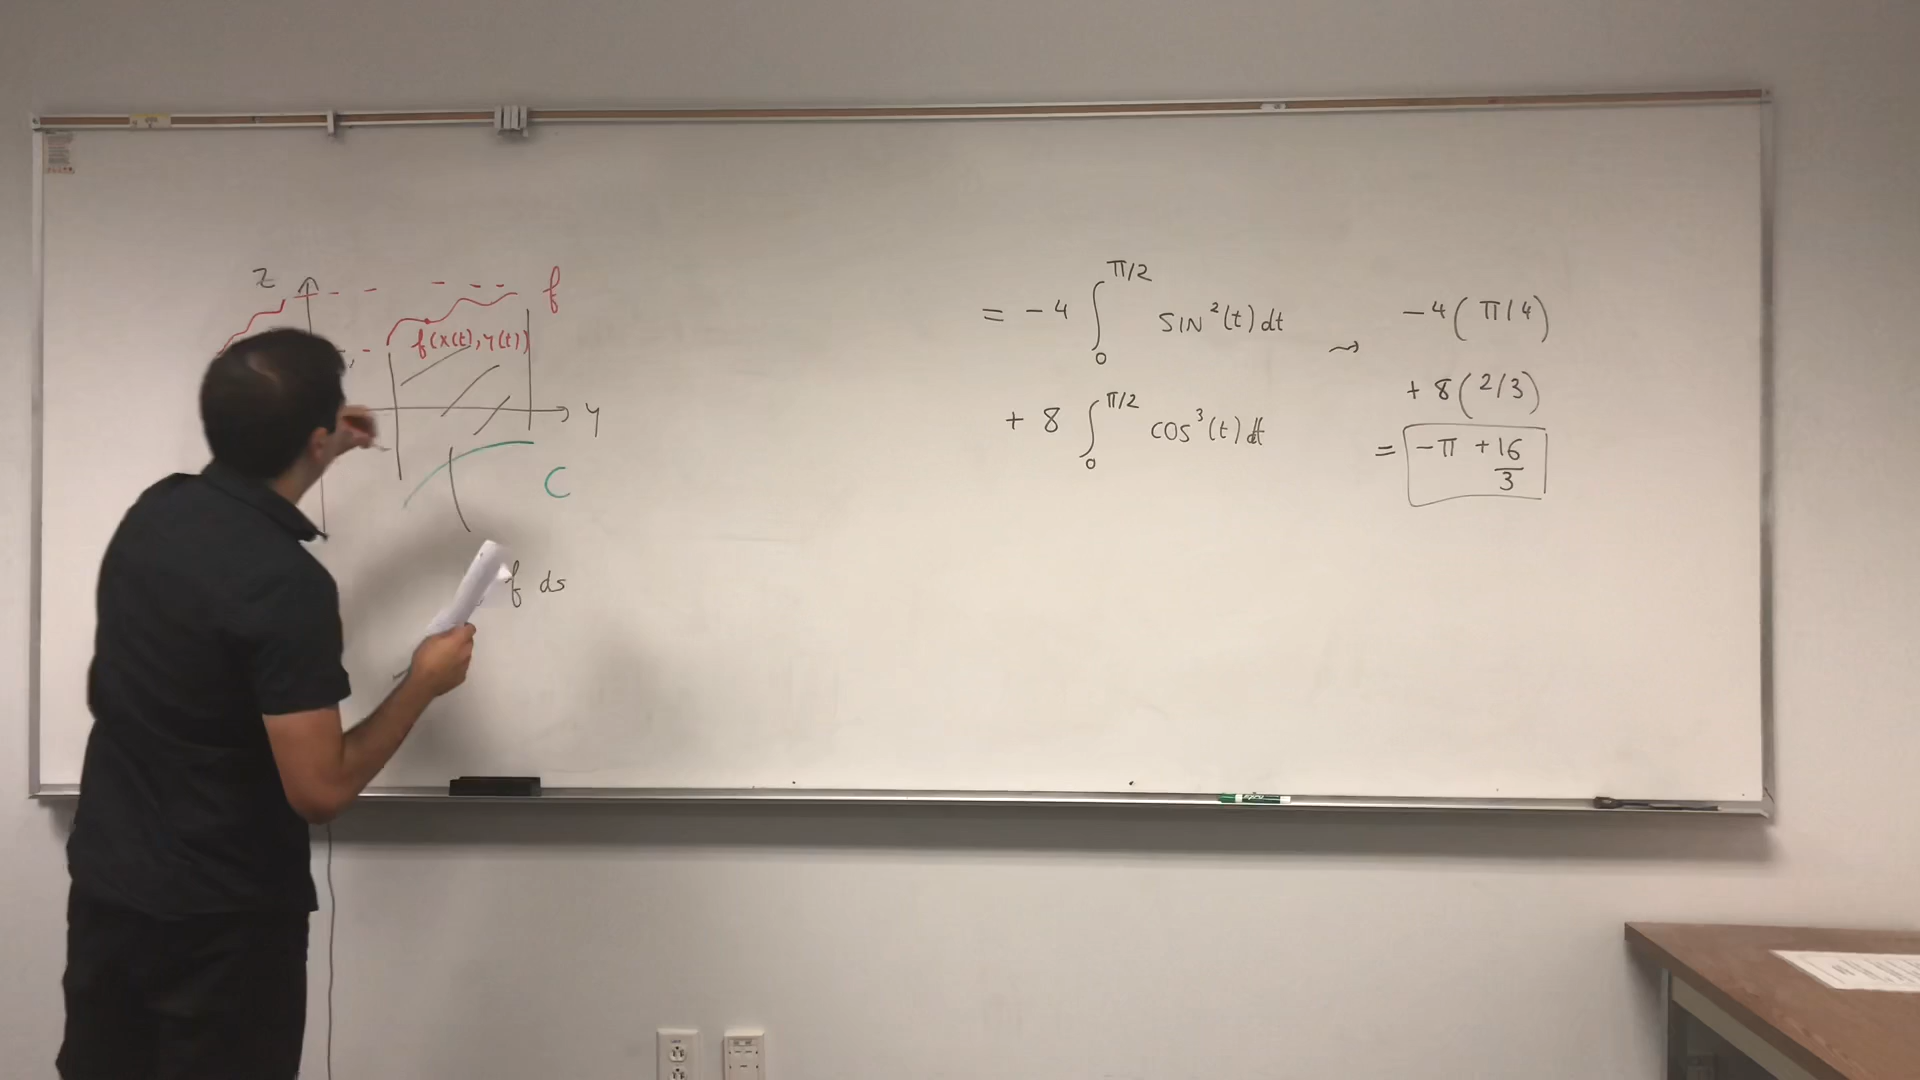 z
f
f(x(t), y(t))
y
C
f ds
= -4 ∫₀^{π/2} SIN²(t) dt
+ 8 ∫₀^{π/2} COS³(t) dt
⇝
-4(π/4)
+ 8(2/3)
= -π + 16/3